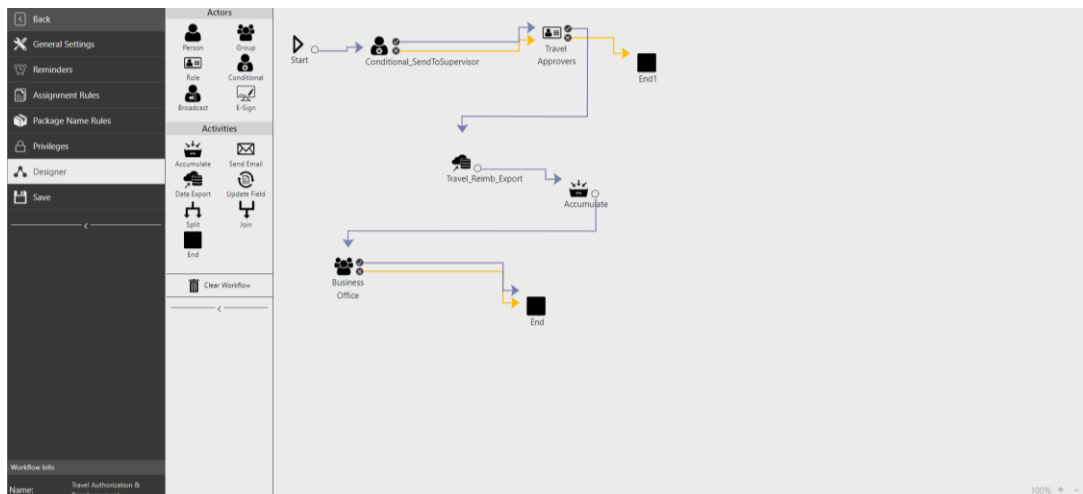 Back
General Settings
Reminders
Assignment Rules
Package Name Rules
Privileges
Designer
Save
Workflow Info
Name:
Travel Authorization &
Actors
Person
Group
Role
Conditional
Broadcast
E-Sign
Activities
Accumulate
Send Email
Data Export
Update Field
Split
Join
End
Clear Workflow
Start
Conditional_SendToSupervisor
Travel
Approvers
End1
Travel_Reimb_Export
Accumulate
Business
Office
End
100% + -